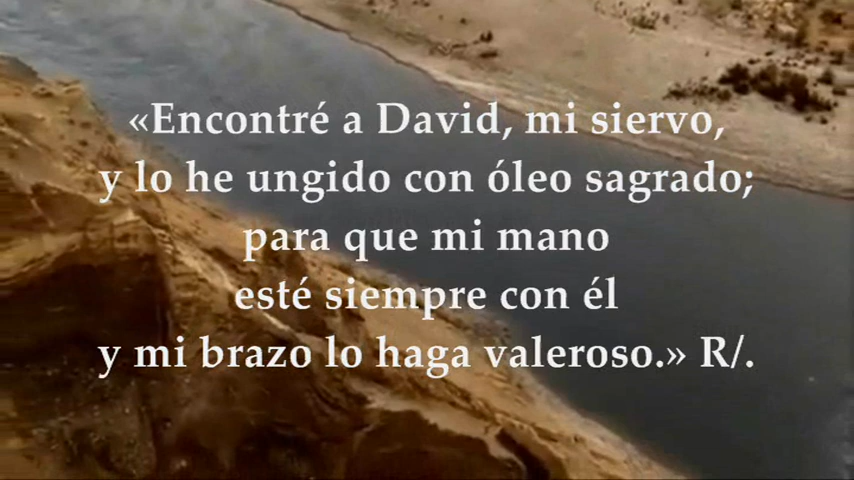 «Encontré a David, mi siervo,
y lo he ungido con óleo sagrado;
para que mi mano
esté siempre con él
y mi brazo lo haga valeroso.» R/.